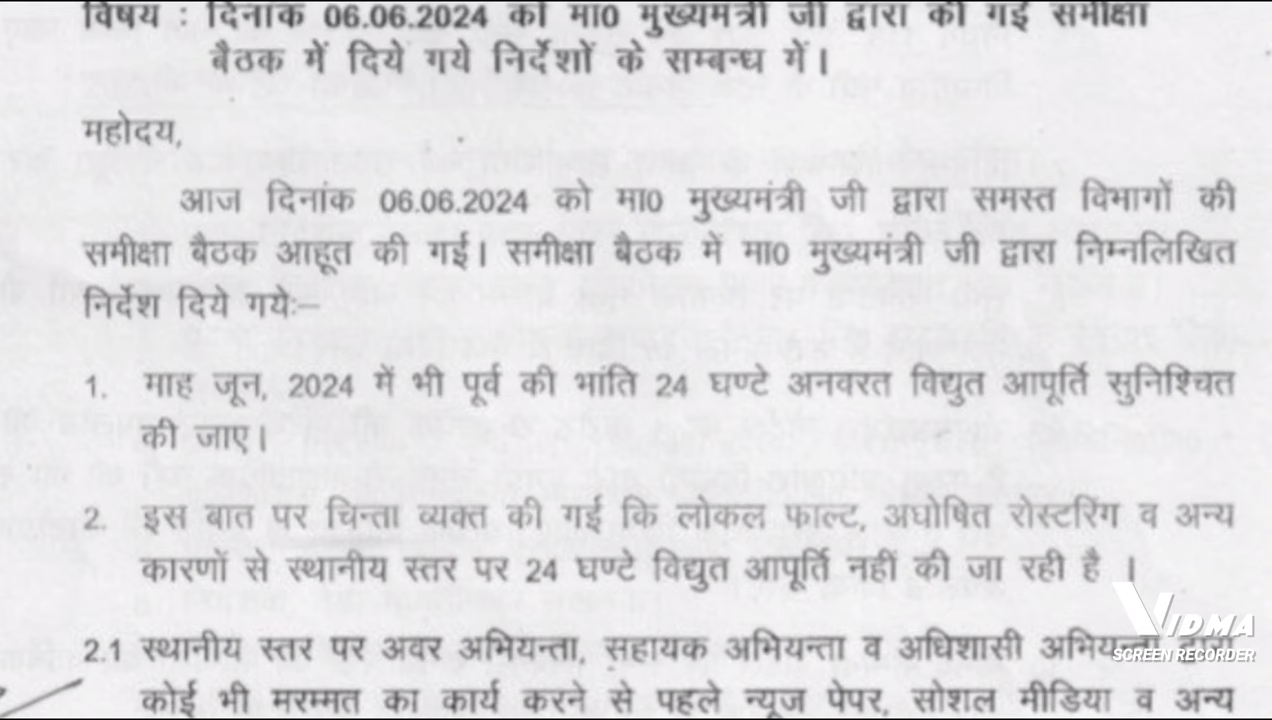 विषय : दिनांक 06.06.2024 को मा0 मुख्यमंत्री जी द्वारा की गई समीक्षा
बैठक में दिये गये निर्देशों के सम्बन्ध में।
महोदय,
आज दिनांक 06.06.2024 को मा0 मुख्यमंत्री जी द्वारा समस्त विभागों की
समीक्षा बैठक आहूत की गई। समीक्षा बैठक में मा0 मुख्यमंत्री जी द्वारा निम्नलिखित
निर्देश दिये गयेः–
1. माह जून, 2024 में भी पूर्व की भांति 24 घण्टे अनवरत विद्युत आपूर्ति सुनिश्चित
की जाए।
2. इस बात पर चिन्ता व्यक्त की गई कि लोकल फाल्ट, अघोषित रोस्टरिंग व अन्य
कारणों से स्थानीय स्तर पर 24 घण्टे विद्युत आपूर्ति नहीं की जा रही है ।
2.1 स्थानीय स्तर पर अवर अभियन्ता, सहायक अभियन्ता व अधिशासी
कोई भी मरम्मत का कार्य करने से पहले न्यूज पेपर, सोशल मीडिया व अन्य
VIDMA
SCREEN RECORDER